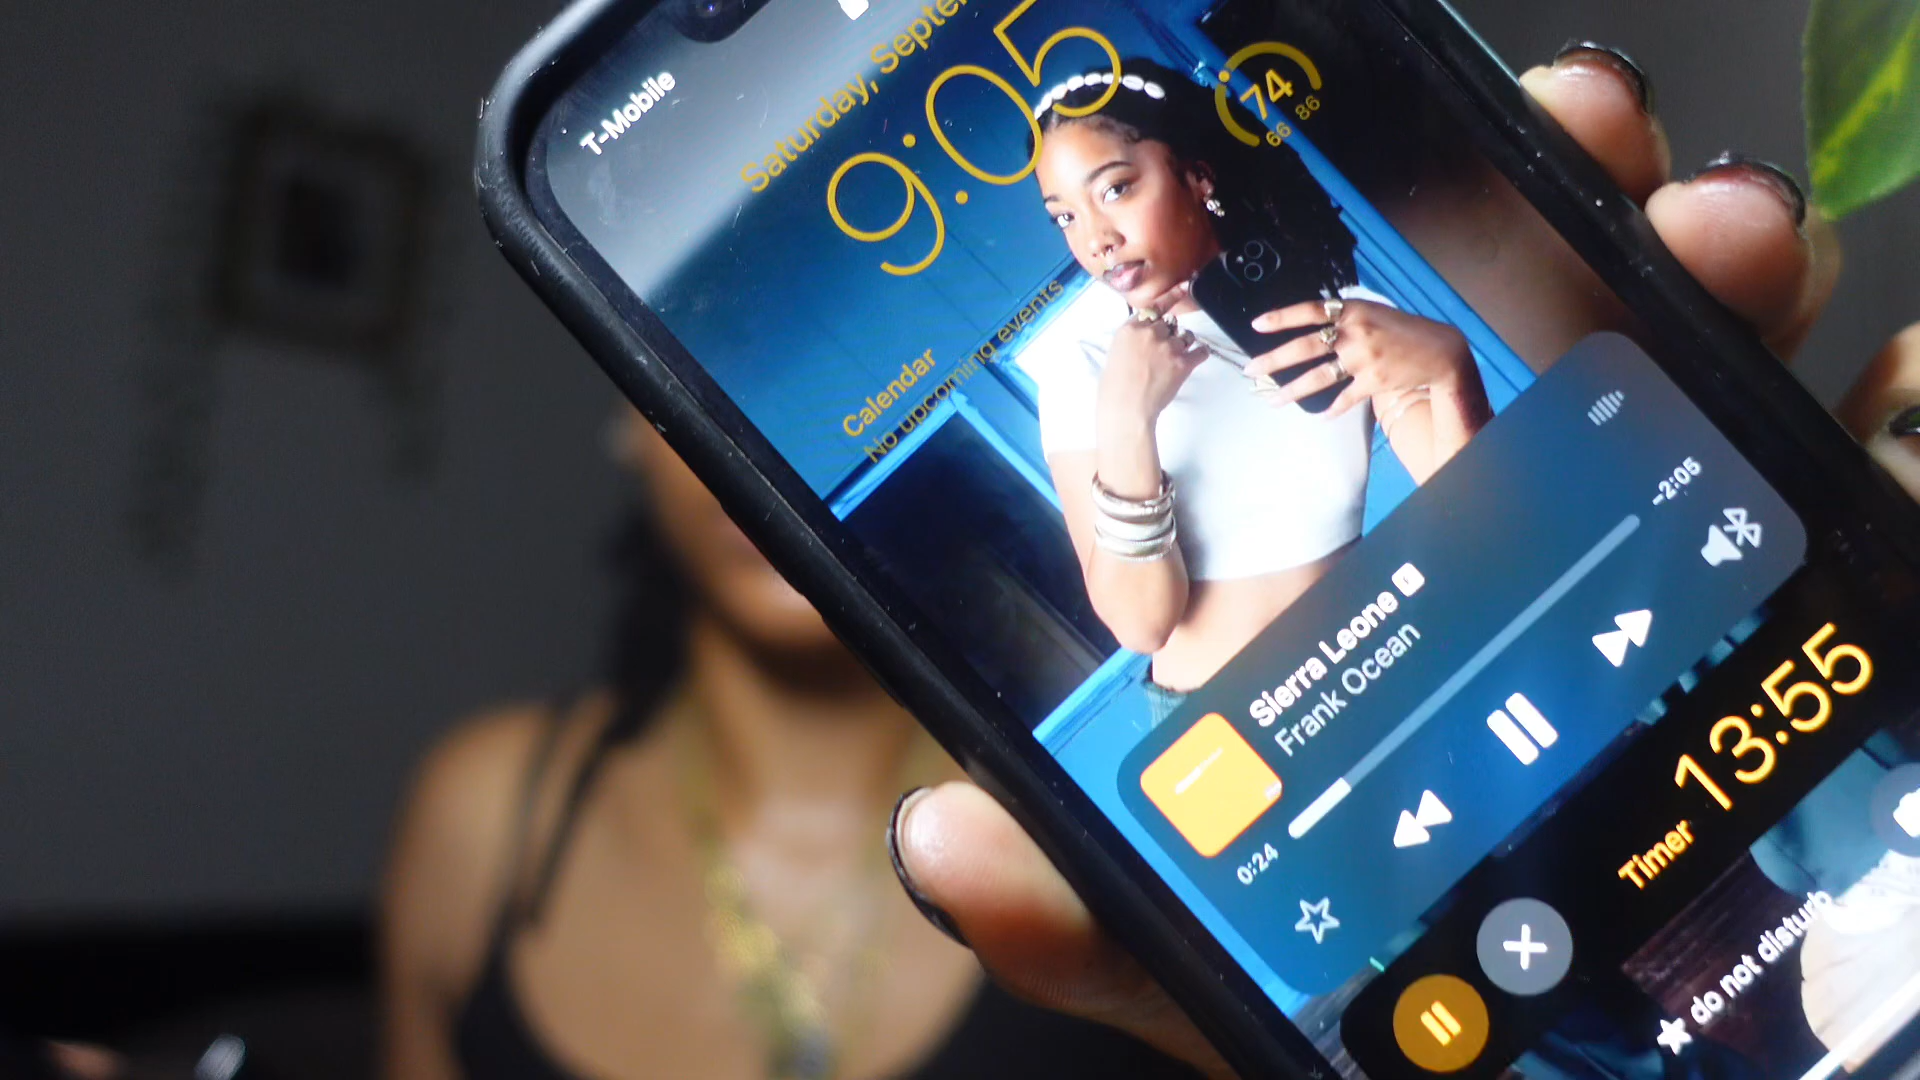 T-Mobile
Saturday, Septe
9:05
74
66 86
Calendar
No upcoming events
Sierra Leone E
Frank Ocean
0:24
-2:05
Timer 13:55
do not disturb